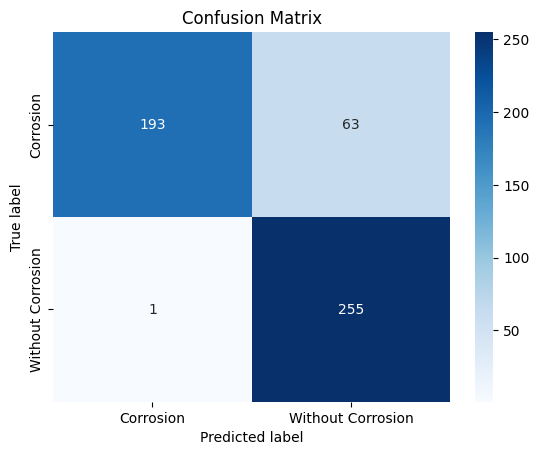 Confusion Matrix
True label
Corrosion
193
63
Without Corrosion
1
255
Corrosion
Without Corrosion
Predicted label
250
200
150
100
50